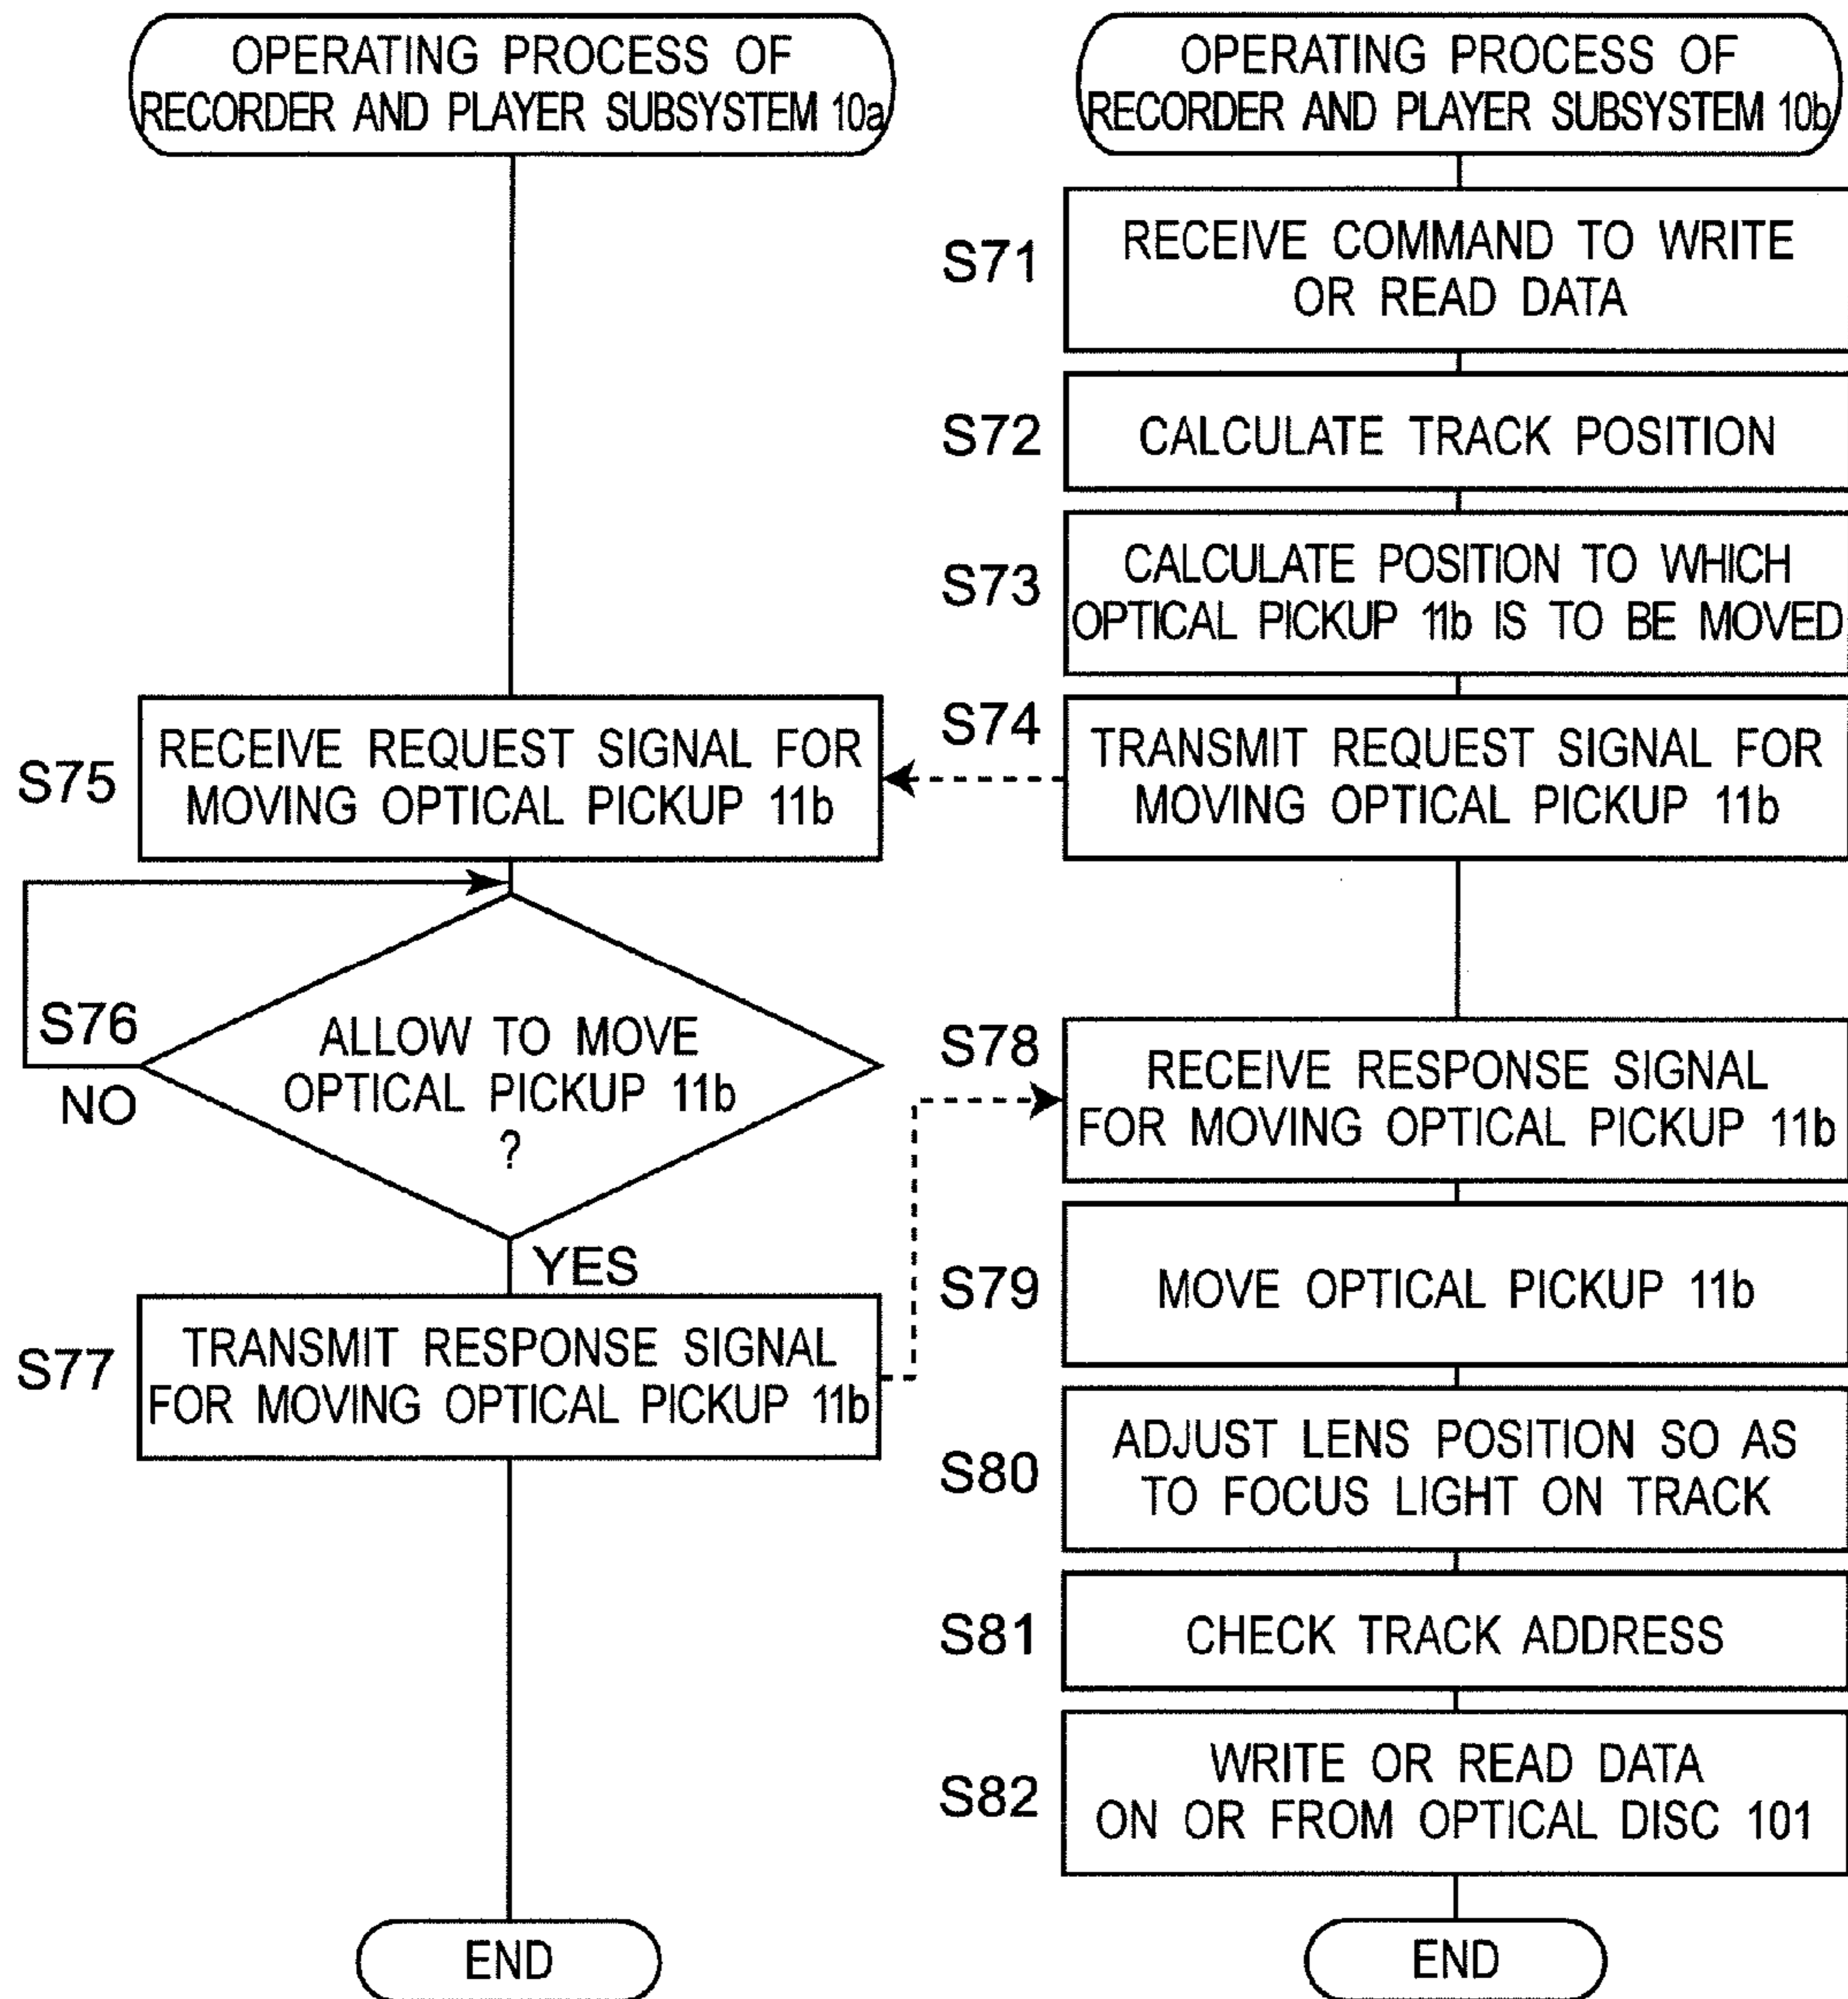 OPERATING PROCESS OF
RECORDER AND PLAYER SUBSYSTEM 10a
S75
RECEIVE REQUEST SIGNAL FOR
MOVING OPTICAL PICKUP 11b
S76
NO
ALLOW TO MOVE
OPTICAL PICKUP 11b
?
YES
S77
TRANSMIT RESPONSE SIGNAL
FOR MOVING OPTICAL PICKUP 11b
END
OPERATING PROCESS OF
RECORDER AND PLAYER SUBSYSTEM 10b
S71
RECEIVE COMMAND TO WRITE
OR READ DATA
S72
CALCULATE TRACK POSITION
S73
CALCULATE POSITION TO WHICH
OPTICAL PICKUP 11b IS TO BE MOVED
S74
TRANSMIT REQUEST SIGNAL FOR
MOVING OPTICAL PICKUP 11b
S78
RECEIVE RESPONSE SIGNAL
FOR MOVING OPTICAL PICKUP 11b
S79
MOVE OPTICAL PICKUP 11b
S80
ADJUST LENS POSITION SO AS
TO FOCUS LIGHT ON TRACK
S81
CHECK TRACK ADDRESS
S82
WRITE OR READ DATA
ON OR FROM OPTICAL DISC 101
END